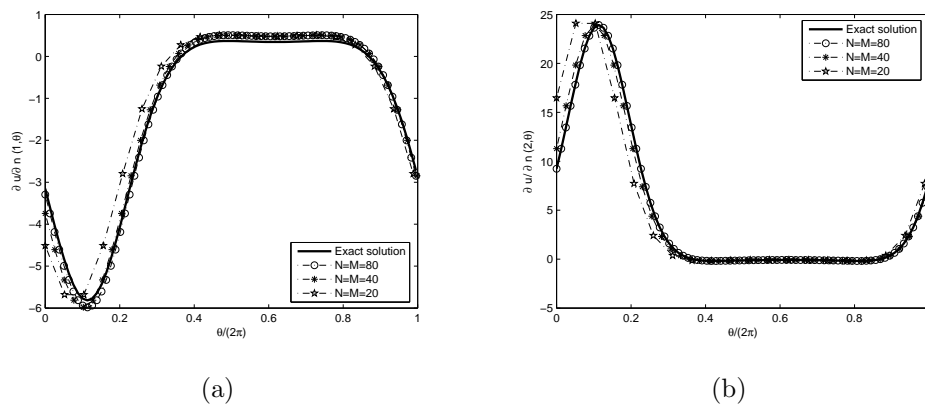 1
0
−1
−2
−3
−4
−5
−6
0 0.2 0.4 0.6 0.8 1
θ/(2π)
∂ u/∂ n (1,θ)
Exact solution
N=M=80
N=M=40
N=M=20
(a)
25
20
15
10
5
0
−5
0 0.2 0.4 0.6 0.8 1
θ/(2π)
∂ u/ ∂ n (2,θ)
Exact solution
N=M=80
N=M=40
N=M=20
(b)